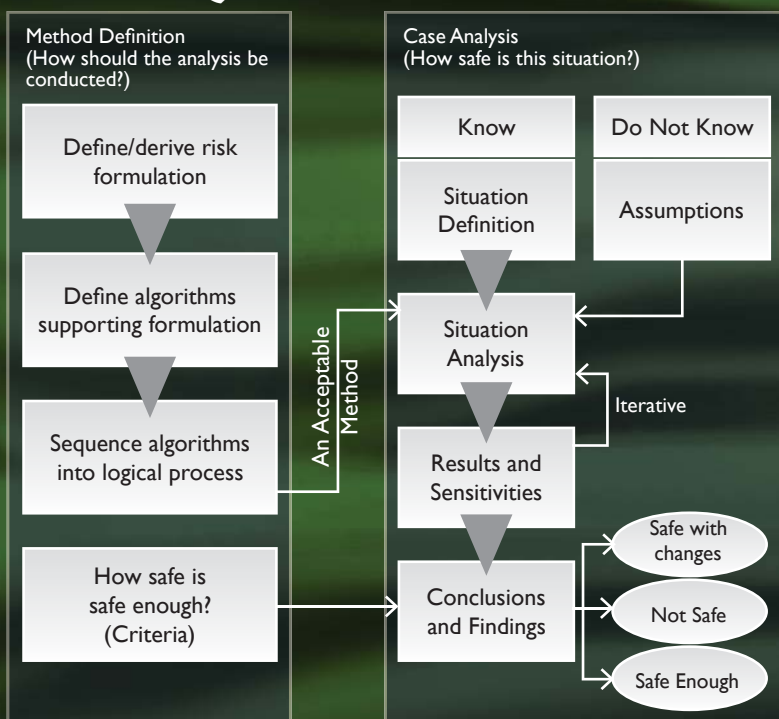 Method Definition
(How should the analysis be
conducted?)
Define/derive risk
formulation
Define algorithms
supporting formulation
Sequence algorithms
into logical process
How safe is
safe enough?
(Criteria)
An Acceptable
Method
Case Analysis
(How safe is this situation?)
Know
Do Not Know
Situation
Definition
Assumptions
Situation
Analysis
Iterative
Results and
Sensitivities
Conclusions
and Findings
Safe with
changes
Not Safe
Safe Enough